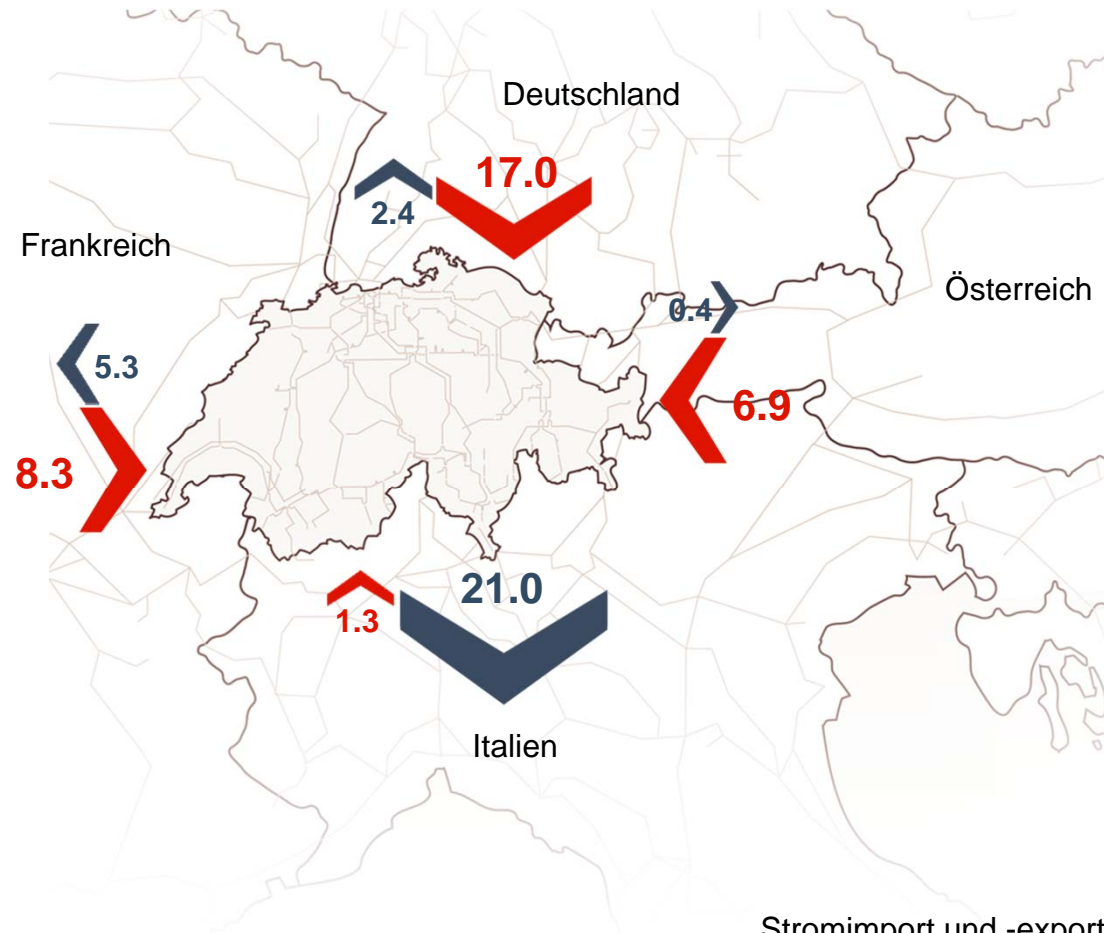 Deutschland
17.0
2.4
Frankreich
Österreich
0.4
5.3
6.9
8.3
21.0
1.3
Italien
Stromimport und -export